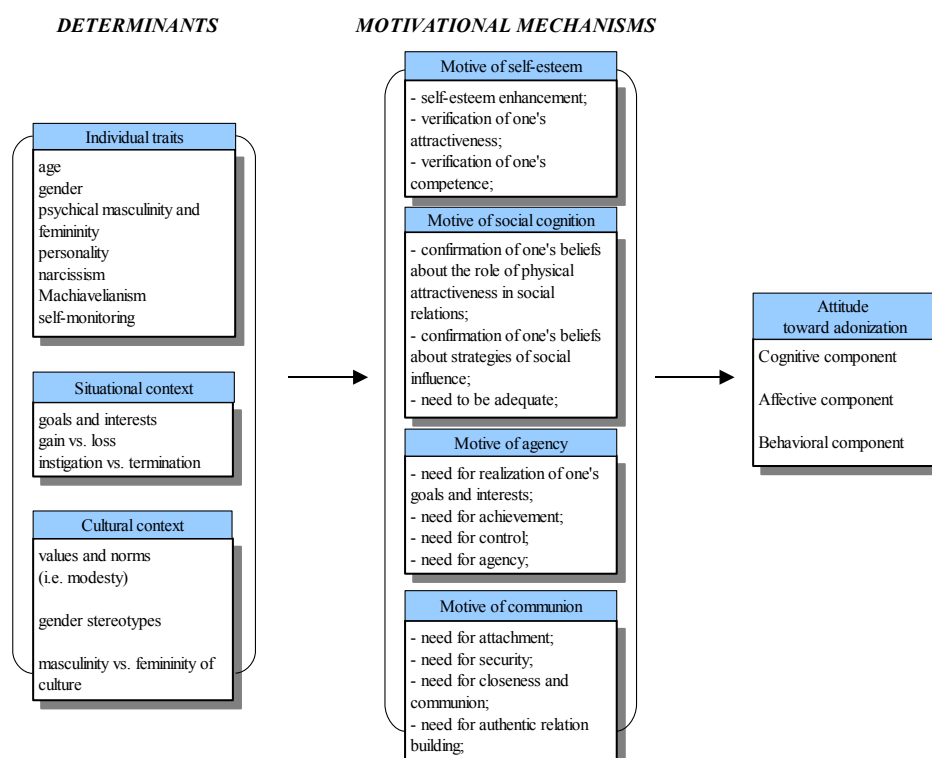 DETERMINANTS
Individual traits
age
gender
psychical masculinity and
femininity
personality
narcissism
Machiavelianism
self-monitoring
Situational context
goals and interests
gain vs. loss
instigation vs. termination
Cultural context
values and norms
(i.e. modesty)
gender stereotypes
masculinity vs. femininity of
culture
MOTIVATIONAL MECHANISMS
Motive of self-esteem
- self-esteem enhancement;
- verification of one's
attractiveness;
- verification of one's
competence;
Motive of social cognition
- confirmation of one's beliefs
about the role of physical
attractiveness in social
relations;
- confirmation of one's beliefs
about strategies of social
influence;
- need to be adequate;
Motive of agency
- need for realization of one's
goals and interests;
- need for achievement;
- need for control;
- need for agency;
Motive of communion
- need for attachment;
- need for security;
- need for closeness and
communion;
- need for authentic relation
building;
Attitude
toward adonization
Cognitive component
Affective component
Behavioral component